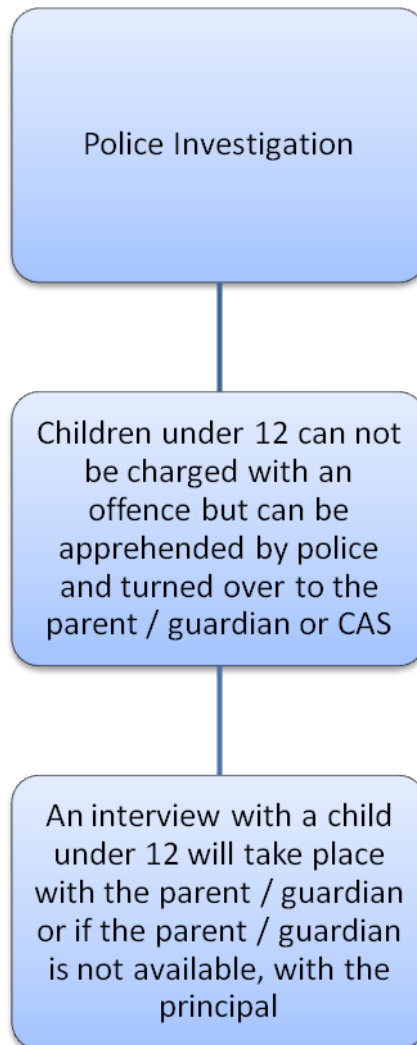 Police Investigation
Children under 12 can not
be charged with an
offence but can be
apprehended by police
and turned over to the
parent / guardian or CAS
An interview with a child
under 12 will take place
with the parent / guardian
or if the parent / guardian
is not available, with the
principal